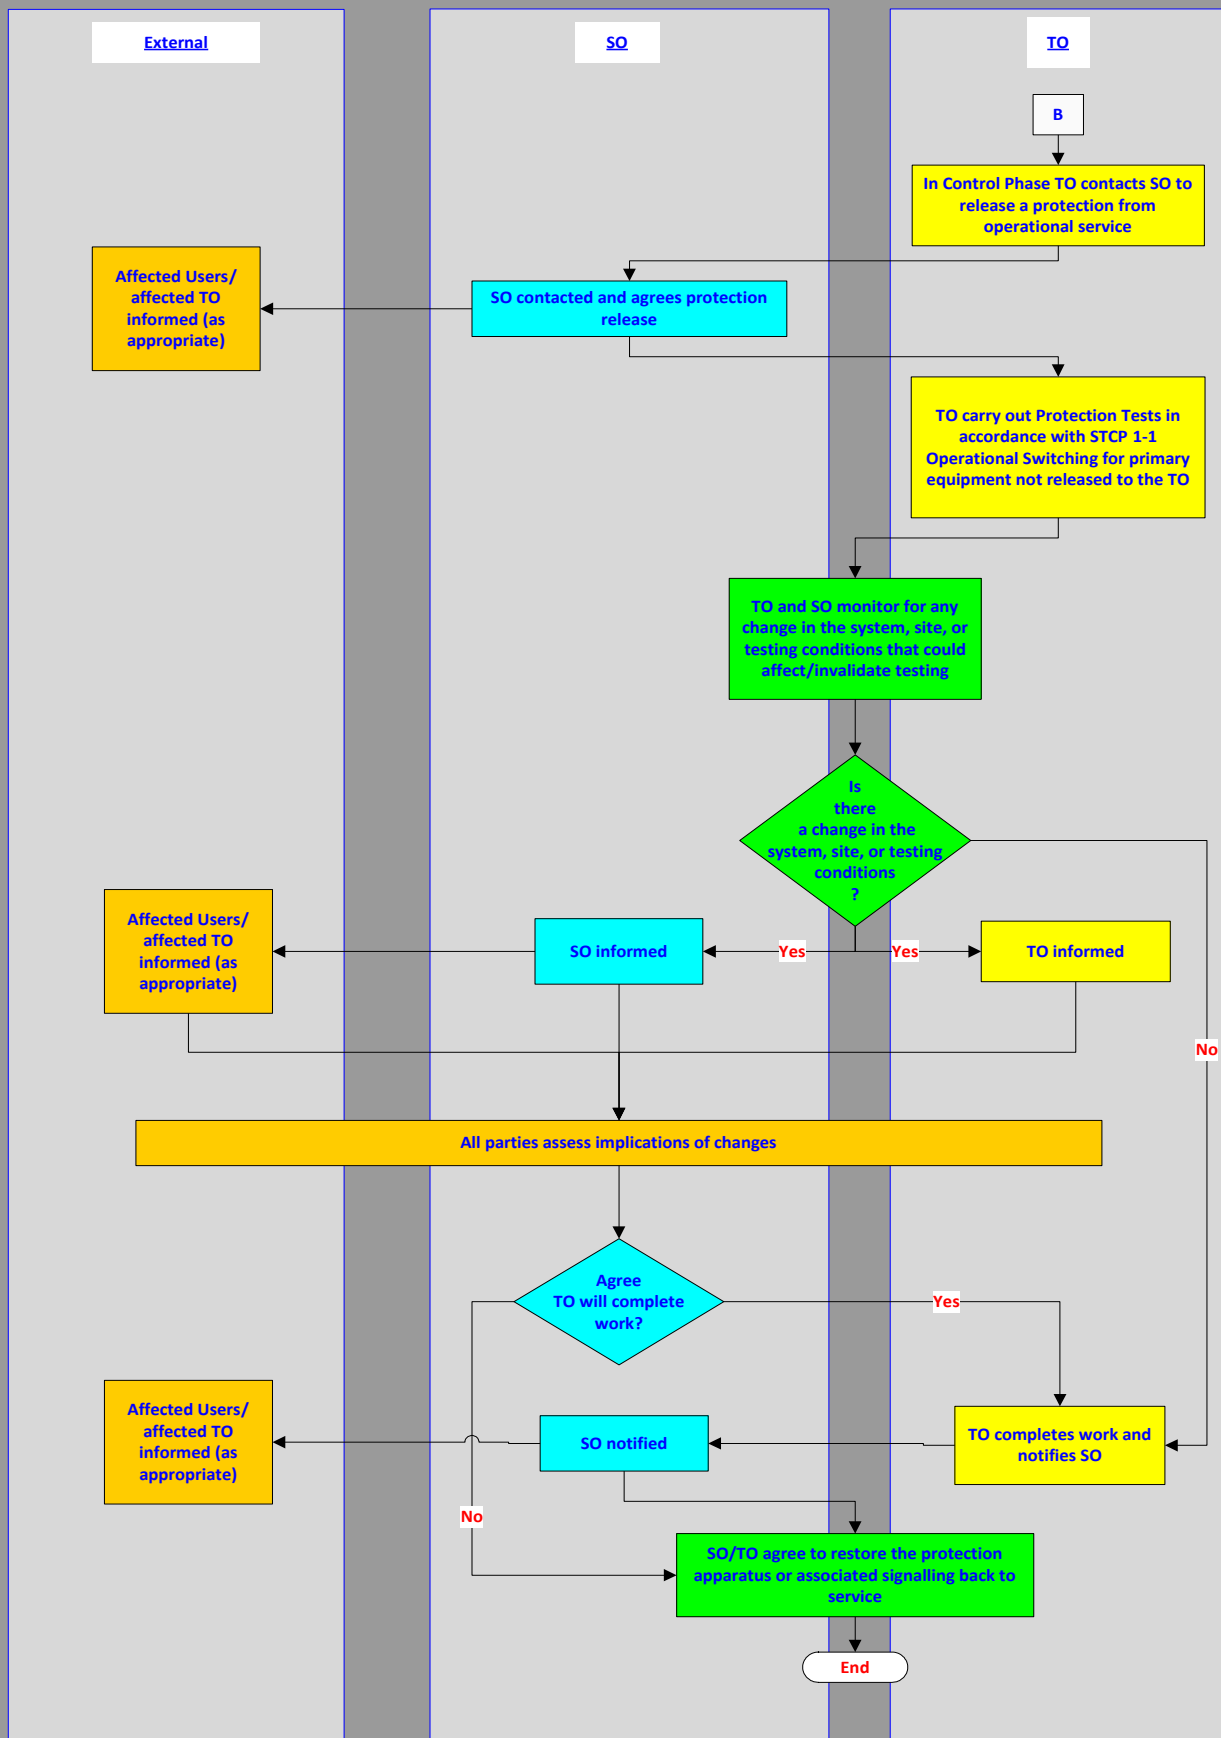 External
SO
TO
B
In Control Phase TO contacts SO to
release a protection from
operational service
Affected Users/
affected TO
informed (as
appropriate)
SO contacted and agrees protection
release
TO carry out Protection Tests in
accordance with STCP 1-1
Operational Switching for primary
equipment not released to the TO
TO and SO monitor for any
change in the system, site, or
testing conditions that could
affect/invalidate testing
Is
there
a change in the
system, site, or testing
conditions
?
Affected Users/
affected TO
informed (as
appropriate)
SO informed
Yes
Yes
TO informed
No
All parties assess implications of changes
Agree
TO will complete
work?
Yes
Affected Users/
affected TO
informed (as
appropriate)
SO notified
TO completes work and
notifies SO
No
SO/TO agree to restore the protection
apparatus or associated signalling back to
service
End